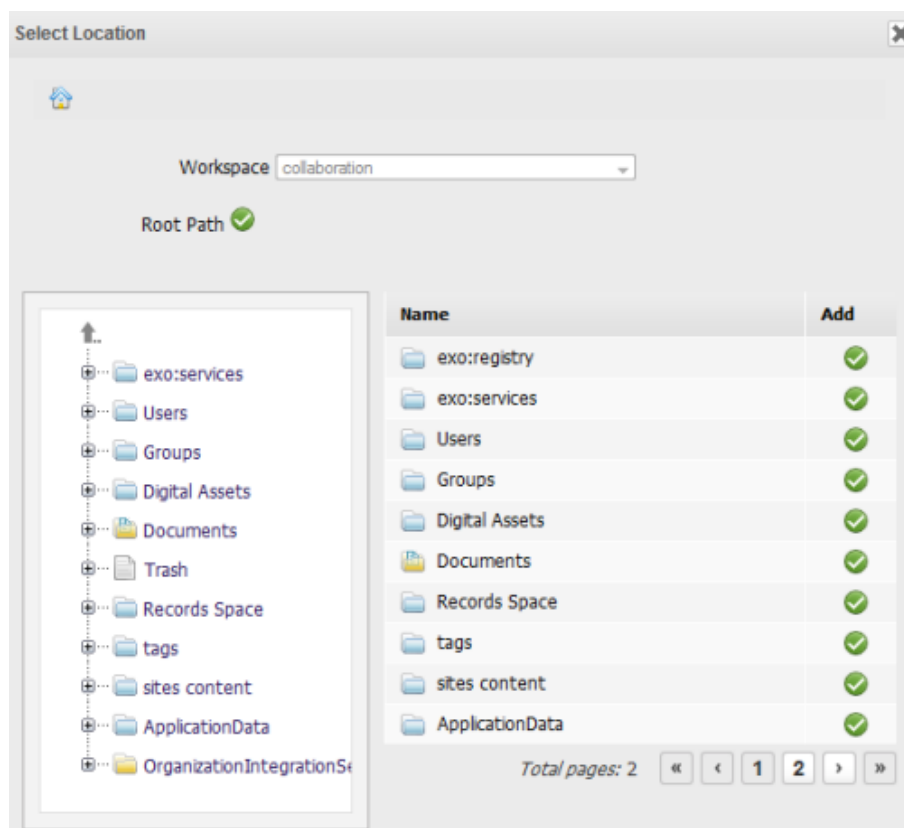 Select Location
Workspace collaboration
Root Path
..
exo:services
Users
Groups
Digital Assets
Documents
Trash
Records Space
tags
sites content
ApplicationData
OrganizationIntegrationSe
Name Add
exo:registry
exo:services
Users
Groups
Digital Assets
Documents
Records Space
tags
sites content
ApplicationData
Total pages: 2 « ‹ 1 2 › »